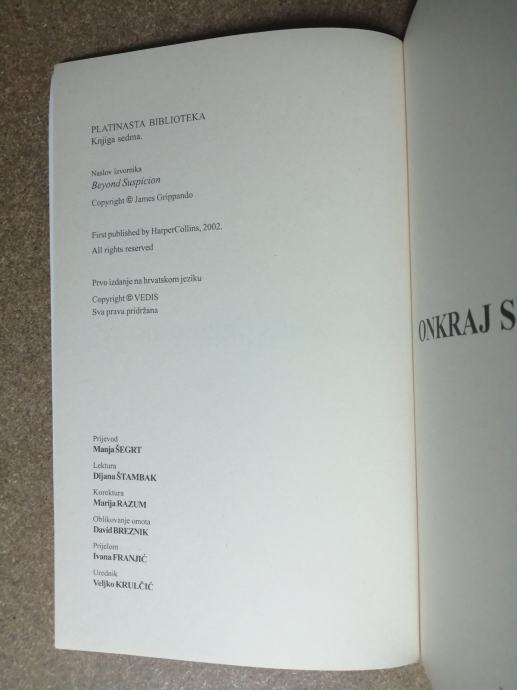 PLATINASTA BIBLIOTEKA
Knjiga sedma.
Naslov izvornika
Beyond Suspicion
Copyright © James Grippando
First published by HarperCollins, 2002.
All rights reserved
Prvo izdanje na hrvatskom jeziku
Copyright © VEDIS
Sva prava pridržana
Prijevod
Manja ŠEGRT
Lektura
Dijana ŠTAMBAK
Korektura
Marija RAZUM
Oblikovanje omota
David BREZNIK
Prijelom
Ivana FRANJIĆ
Urednik
Veljko KRULČIĆ
ONKRAJ S